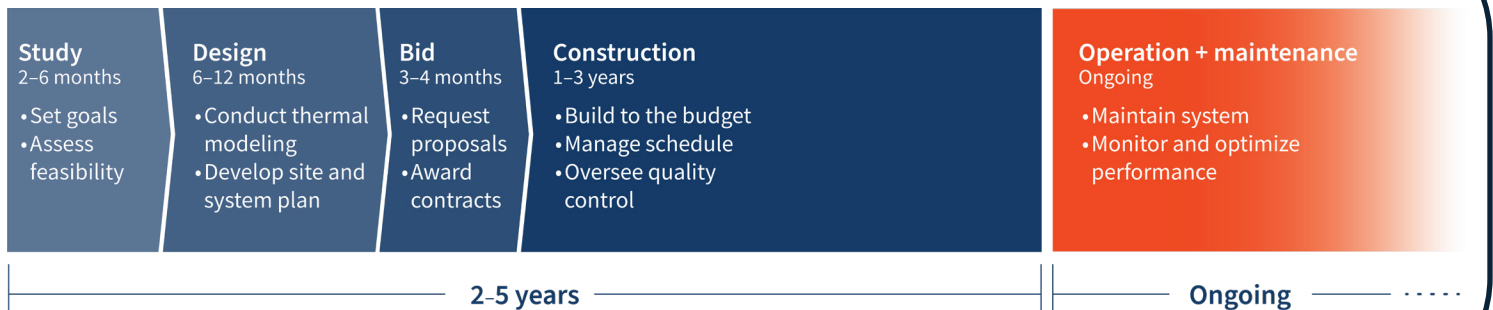 Study
2–6 months
•Set goals
•Assess
feasibility
Design
6–12 months
•Conduct thermal
modeling
•Develop site and
system plan
Bid
3–4 months
•Request
proposals
•Award
contracts
Construction
1–3 years
•Build to the budget
•Manage schedule
•Oversee quality
control
Operation + maintenance
Ongoing
•Maintain system
•Monitor and optimize
performance
2–5 years
Ongoing